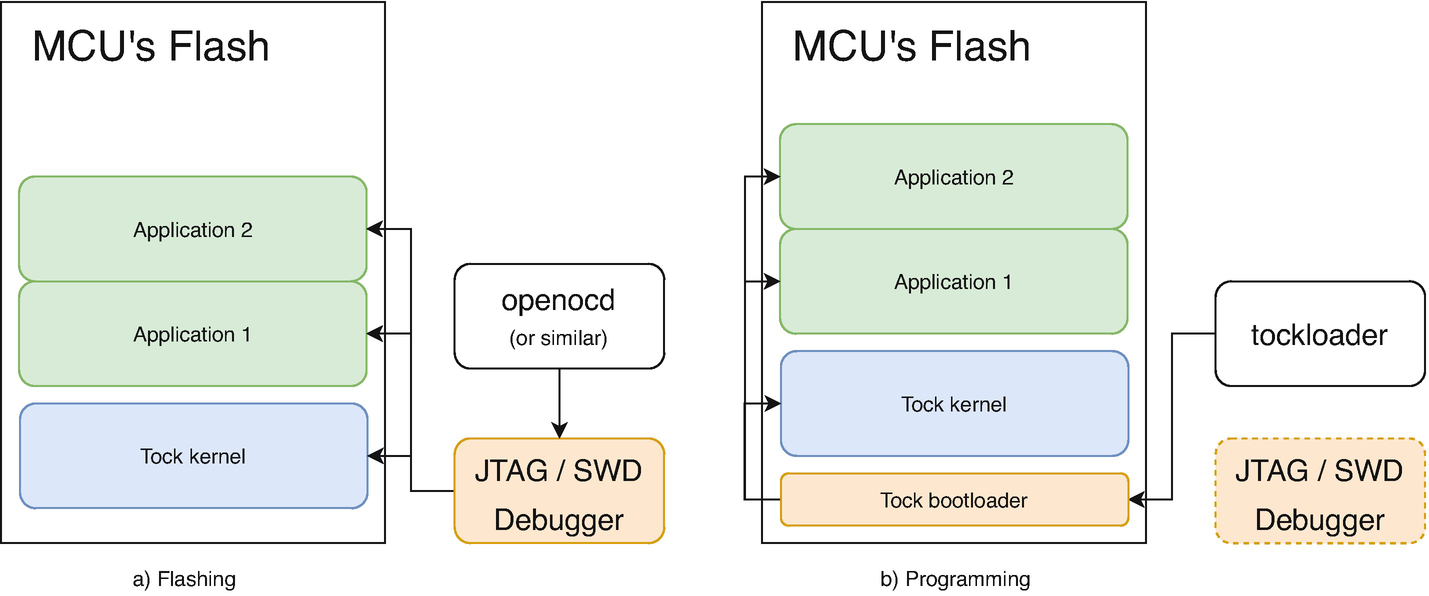 MCU's Flash
Application 2
Application 1
Tock kernel
openocd
(or similar)
JTAG / SWD
Debugger
a) Flashing
MCU's Flash
Application 2
Application 1
Tock kernel
Tock bootloader
tockloader
JTAG / SWD
Debugger
b) Programming